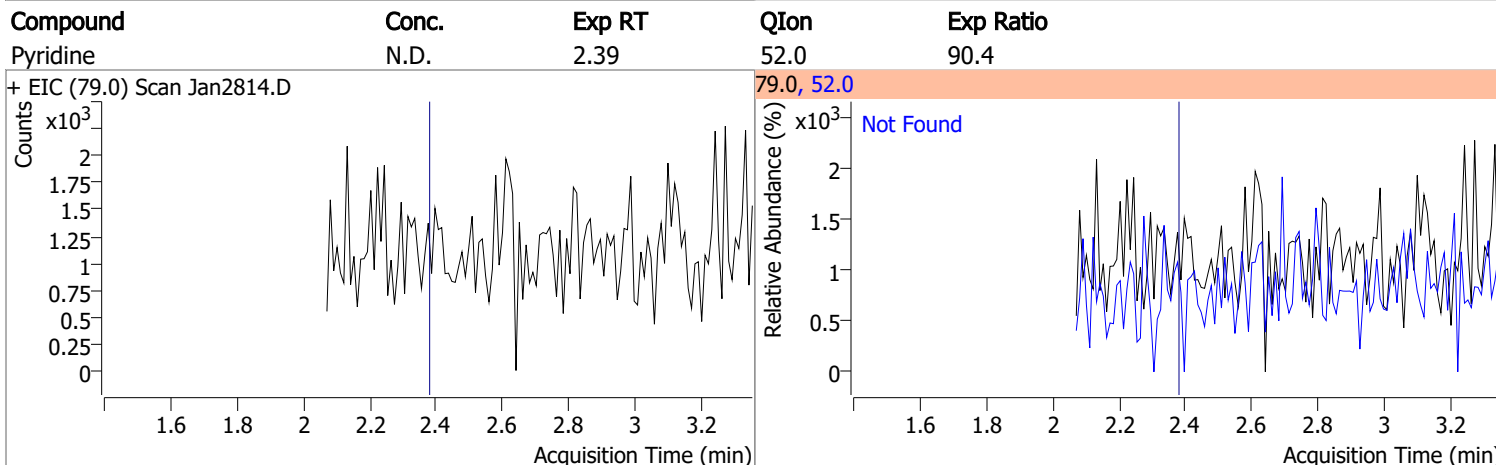 Compound Conc. Exp RT QIon Exp Ratio
Pyridine N.D. 2.39 52.0 90.4
+ EIC (79.0) Scan Jan2814.D
Counts
x10³
2
1.75
1.5
1.25
1
0.75
0.5
0.25
0
1.6 1.8 2 2.2 2.4 2.6 2.8 3 3.2
Acquisition Time (min)
79.0, 52.0
Relative Abundance (%)
x10³
Not Found
2
1.5
1
0.5
0
1.6 1.8 2 2.2 2.4 2.6 2.8 3 3.2
Acquisition Time (min)